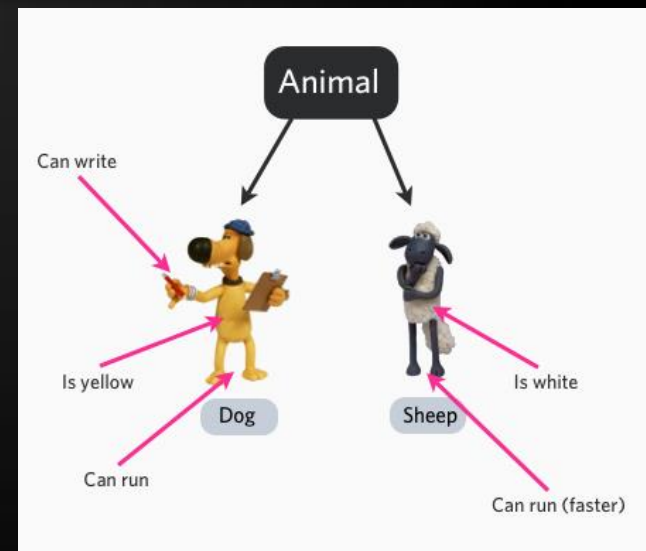 Animal
Can write
Is yellow
Is white
Dog
Sheep
Can run
Can run (faster)